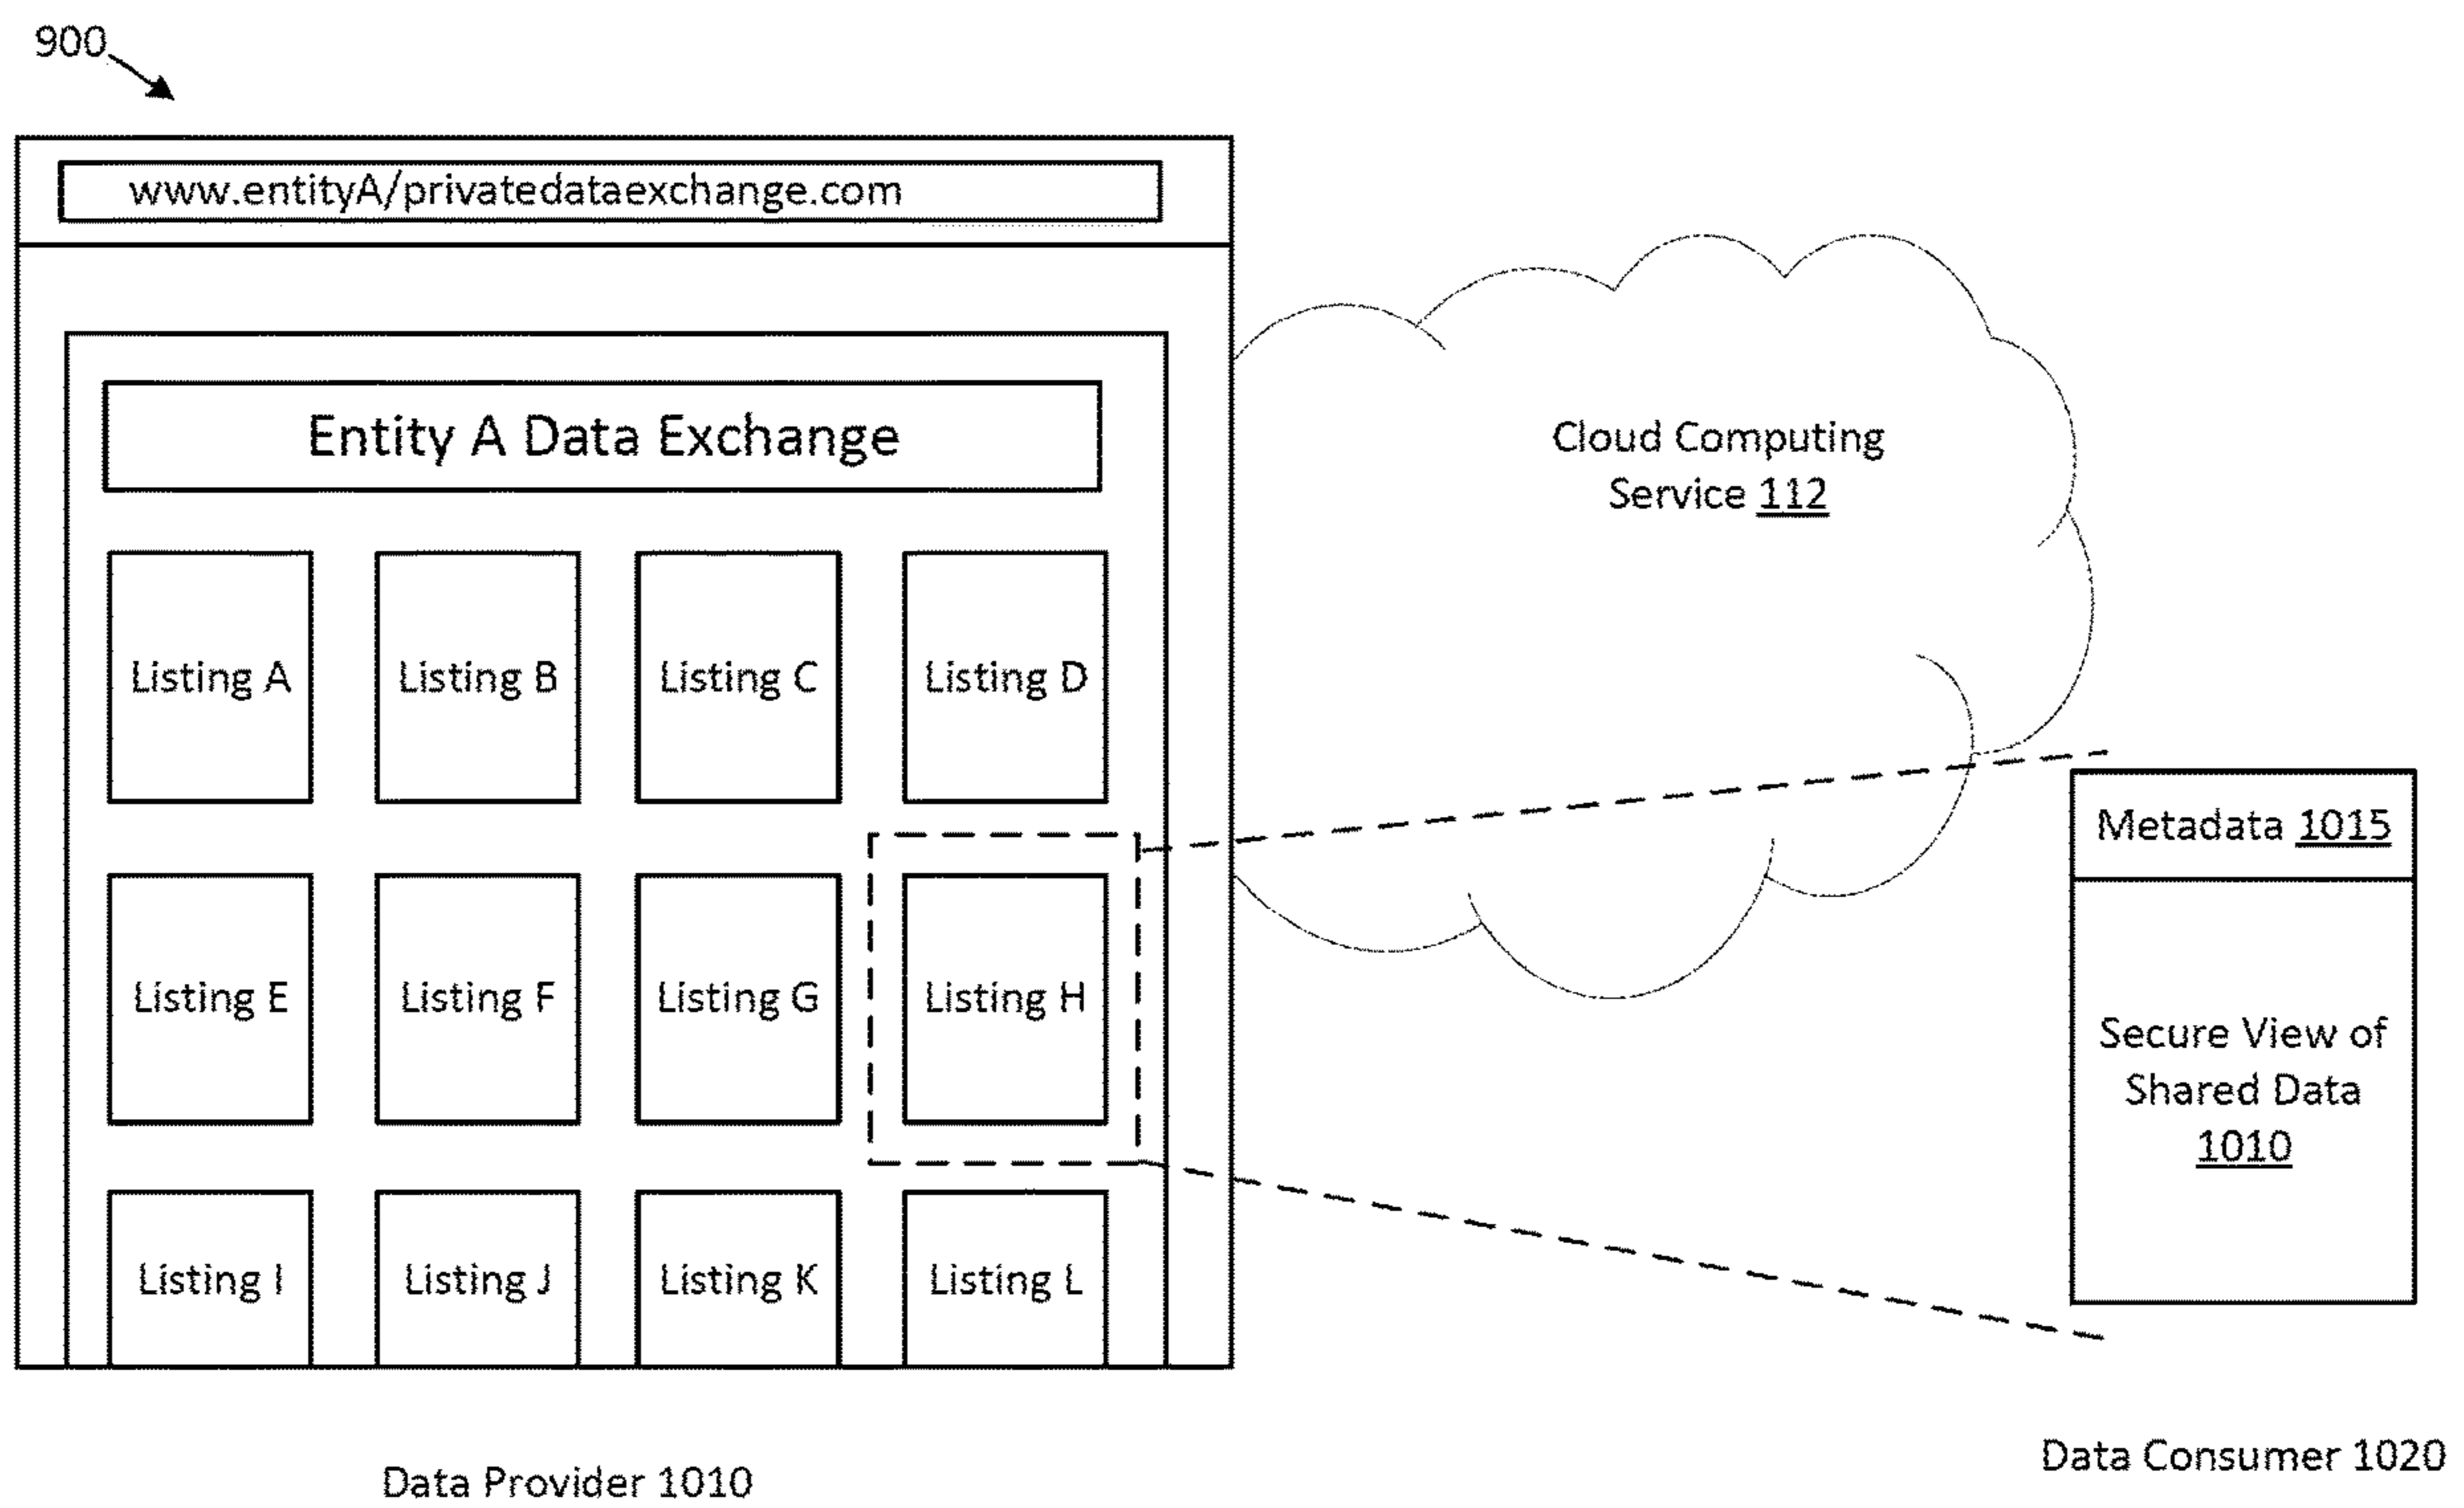 900
www.entityA/privatedataexchange.com
Entity A Data Exchange
Listing A
Listing B
Listing C
Listing D
Listing E
Listing F
Listing G
Listing H
Listing I
Listing J
Listing K
Listing L
Cloud Computing
Service 112
Metadata 1015
Secure View of
Shared Data
1010
Data Provider 1010
Data Consumer 1020